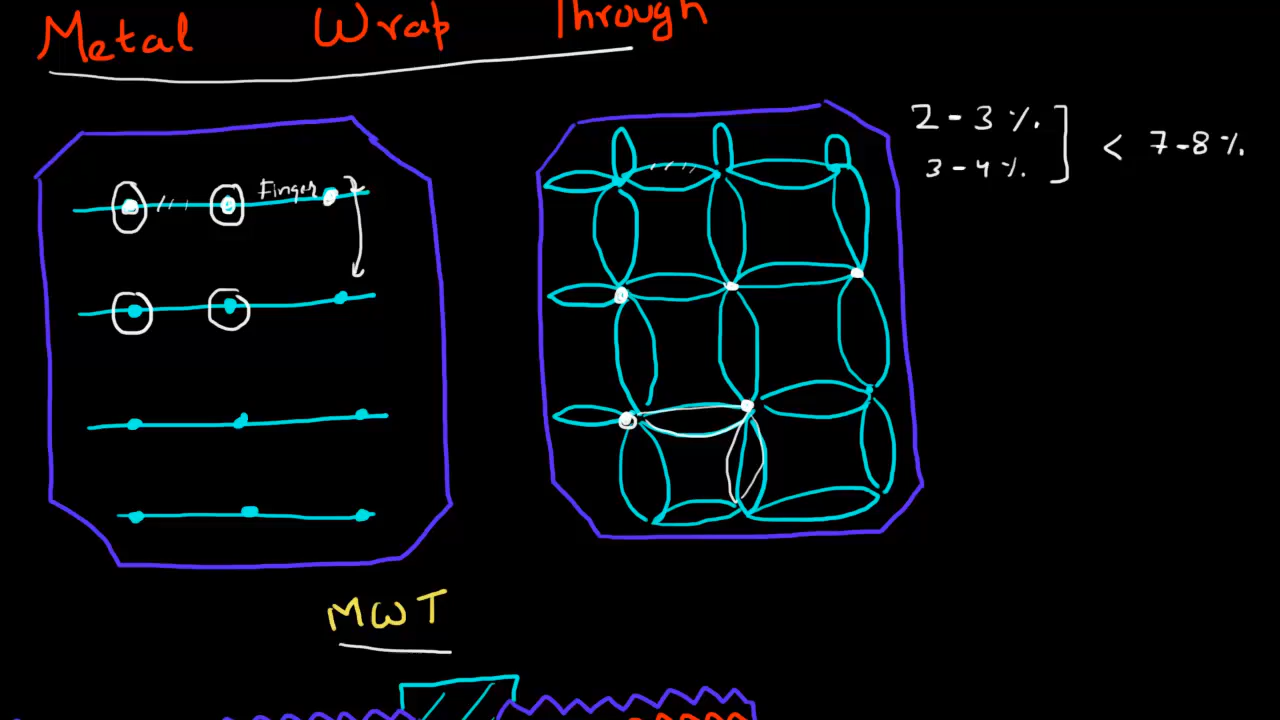 Metal Wrap Through
Finger
2-3%.
3-4%.
] < 7-8%.
MWT